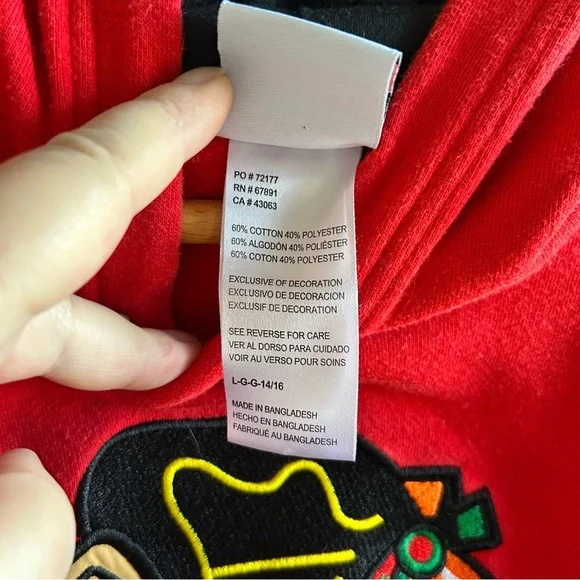 PO # 72177
RN # 67891
CA # 43063
60% COTTON 40% POLYESTER
60% ALGODÓN 40% POLIÉSTER
60% COTON 40% POLYESTER
EXCLUSIVE OF DECORATION
EXCLUSIVO DE DECORACION
EXCLUSIF DE DECORATION
SEE REVERSE FOR CARE
VER AL DORSO PARA CUIDADO
VOIR AU VERSO POUR SOINS
L-G-G-14/16
MADE IN BANGLADESH
HECHO EN BANGLADESH
FABRIQUÉ AU BANGLADESH